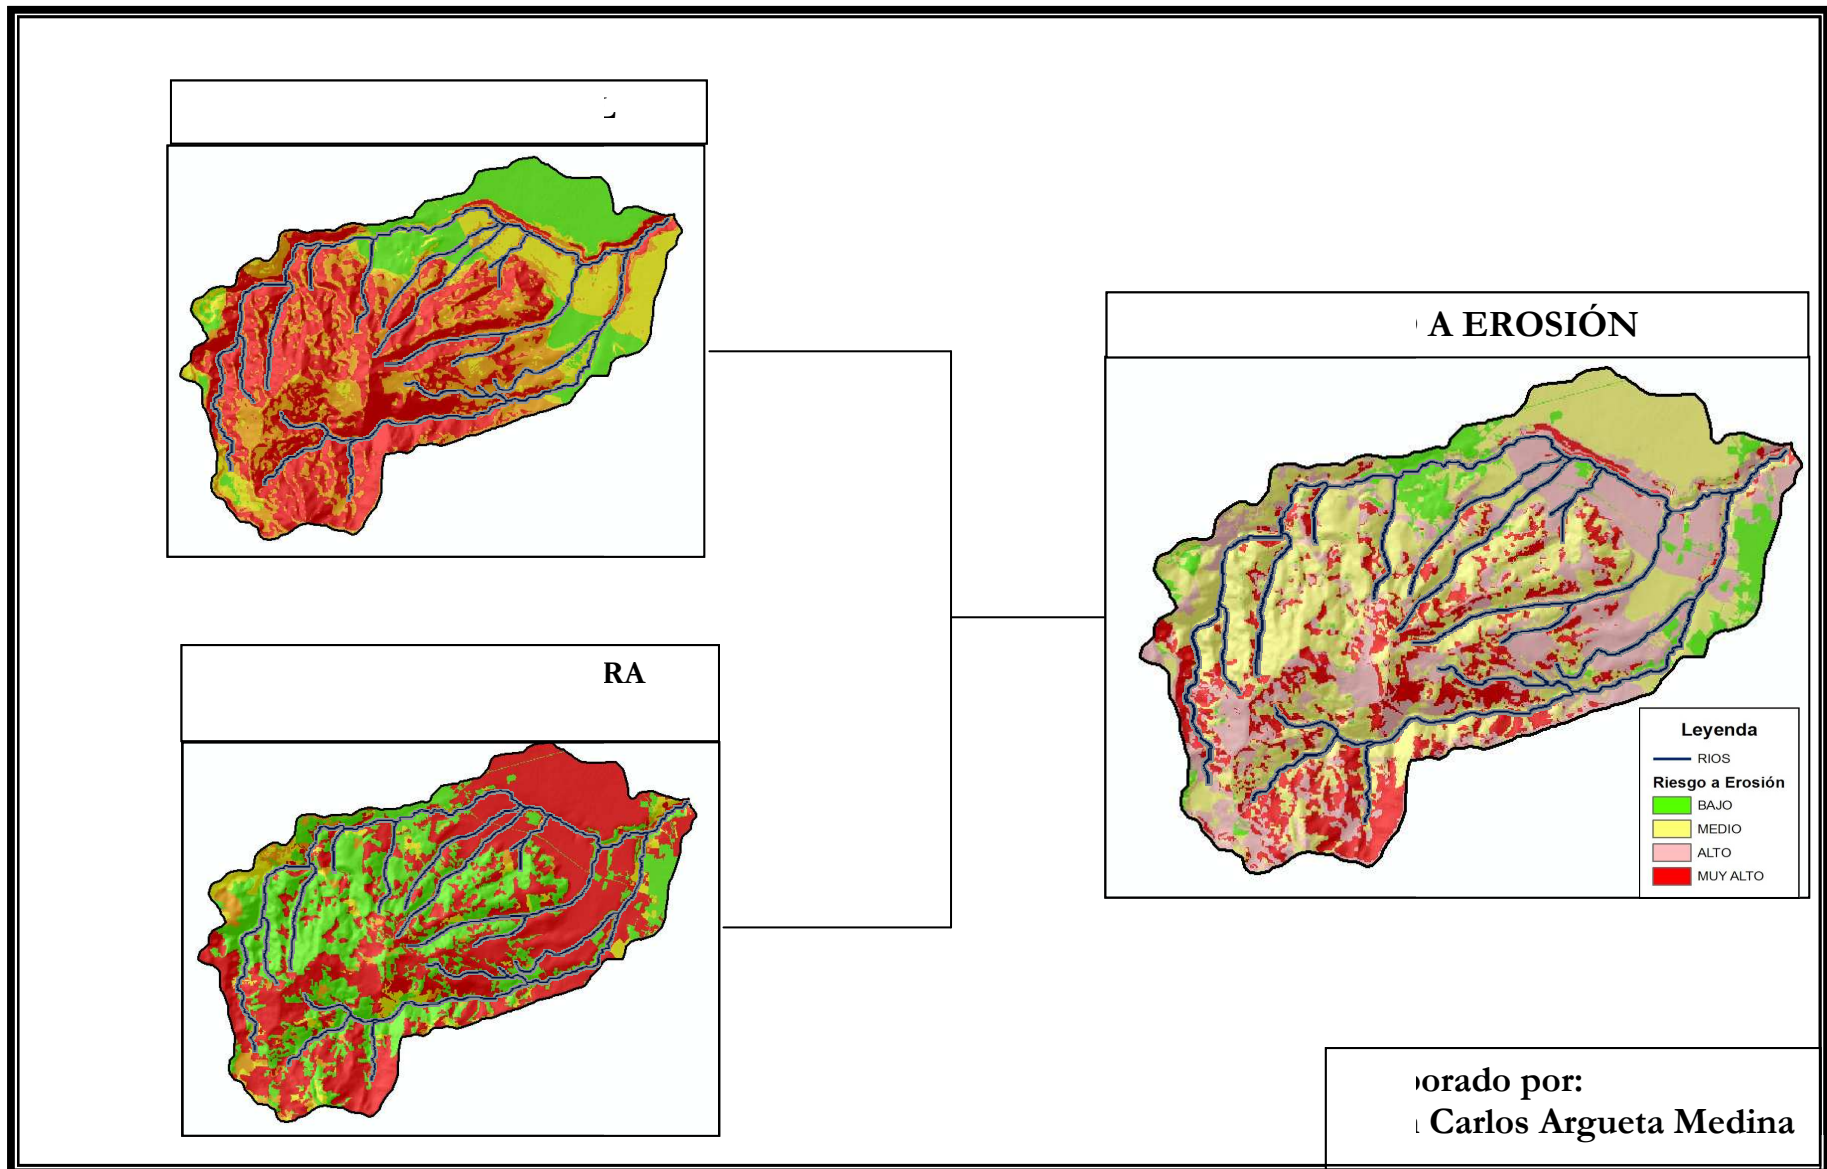 A EROSIÓN
RA
Leyenda
RIOS
Riesgo a Erosión
BAJO
MEDIO
ALTO
MUY ALTO
orado por:
Carlos Argueta Medina